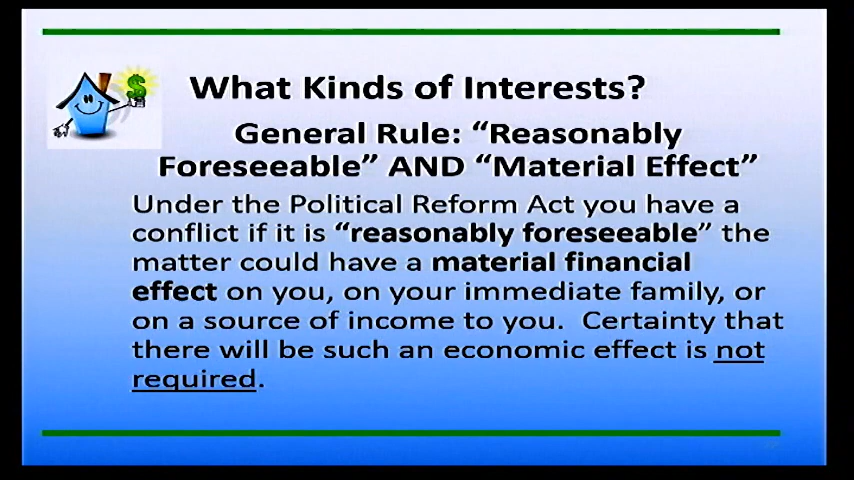 What Kinds of Interests?
General Rule: “Reasonably
Foreseeable” AND “Material Effect”
Under the Political Reform Act you have a
conflict if it is “reasonably foreseeable” the
matter could have a material financial
effect on you, on your immediate family, or
on a source of income to you.  Certainty that
there will be such an economic effect is not
required.